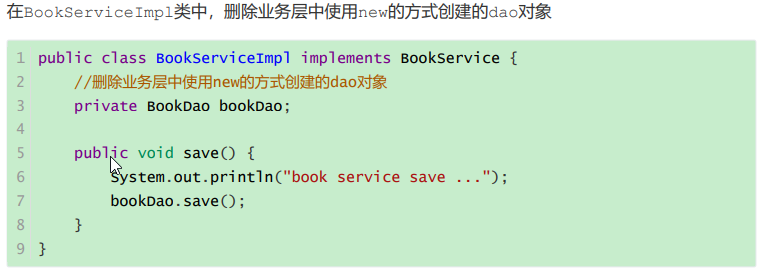 在BookServiceImpl类中，删除业务层中使用new的方式创建的dao对象
1 public class BookServiceImpl implements BookService {
2     //删除业务层中使用new的方式创建的dao对象
3     private BookDao bookDao;
4
5     public void save() {
6         System.out.println("book service save ...");
7         bookDao.save();
8     }
9 }